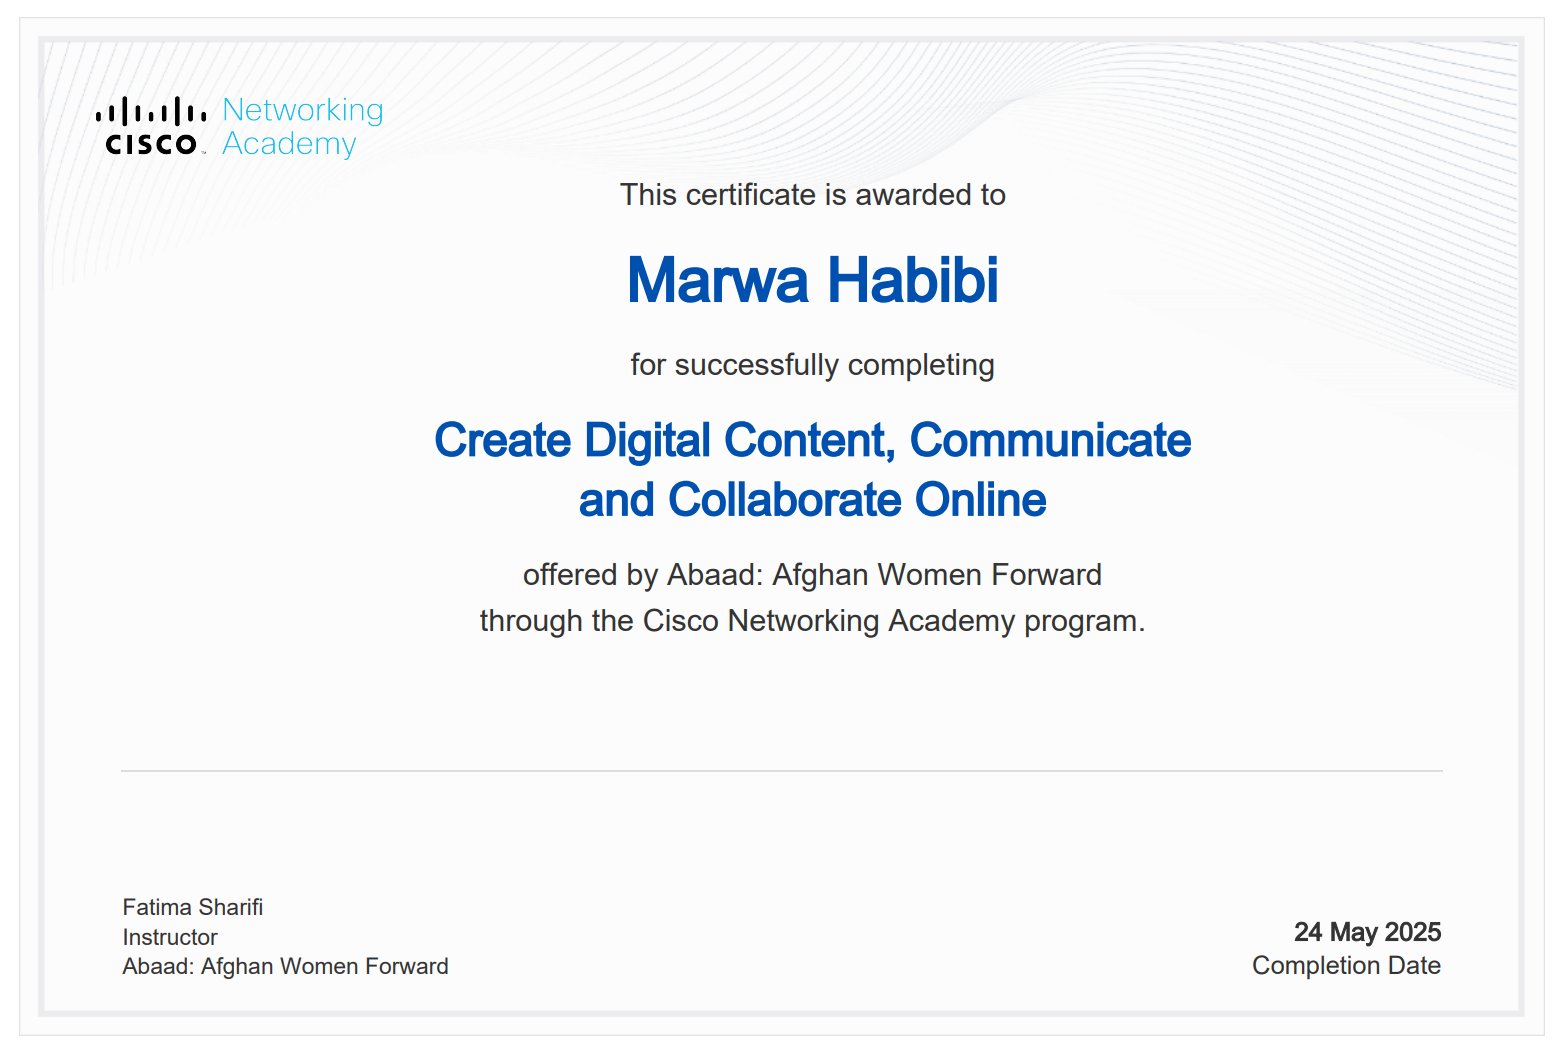 Networking
Academy
CISCO
This certificate is awarded to
Marwa Habibi
for successfully completing
Create Digital Content, Communicate
and Collaborate Online
offered by Abaad: Afghan Women Forward
through the Cisco Networking Academy program.
Fatima Sharifi
Instructor
Abaad: Afghan Women Forward
24 May 2025
Completion Date